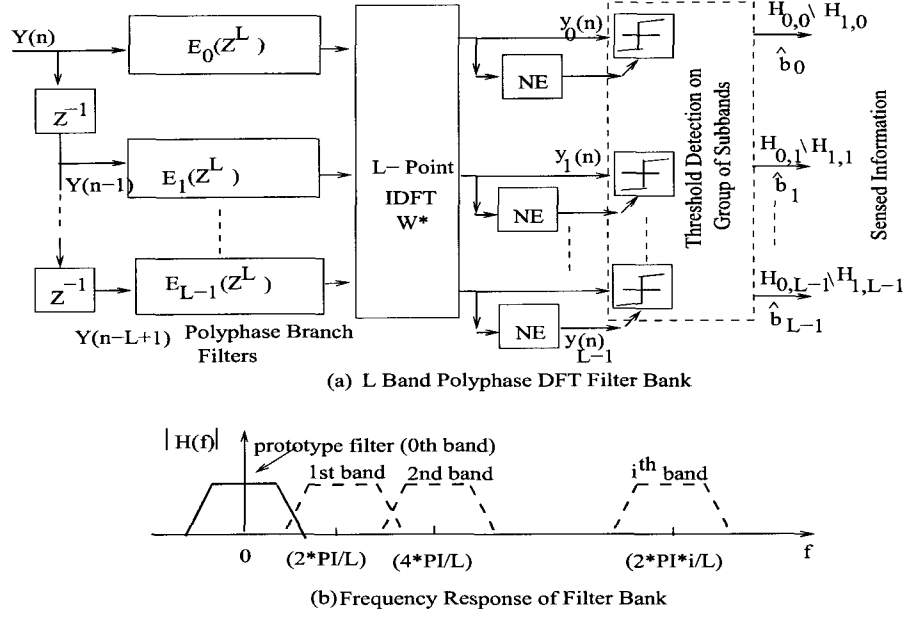 Y(n)
E0(Z^L)
Z^-1
Y(n-1)
E1(Z^L)
Z^-1
E_L-1(Z^L)
Y(n-L+1)
Polyphase Branch
Filters
L- Point
IDFT
W*
y0(n)
NE
y1(n)
NE
NE
y(n)
L-1
Threshold Detection on
Group of Subbands
H0,0\ H1,0
b̂0
H0,1\H1,1
b̂1
H0,L-1\H1,L-1
b̂L-1
Sensed Information
(a) L Band Polyphase DFT Filter Bank
|H(f)|
prototype filter (0th band)
1st band
2nd band
i^th band
0
(2*PI/L)
(4*PI/L)
(2*PI*i/L)
f
(b) Frequency Response of Filter Bank